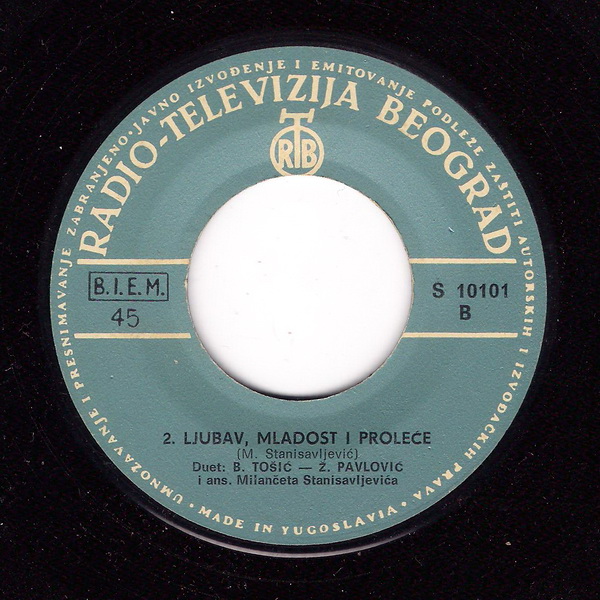 UMNOŽAVANJE I PRESNIMAVANJE ZABRANJENO · JAVNO IZVOĐENJE I EMITOVANJE PODLEŽE ZAŠTITI AUTORSKIH I IZVOĐAČKIH PRAVA ·
RADIO-TELEVIZIJA BEOGRAD
RTB
B.I.E.M.
45
S 10101
B
2. LJUBAV, MLADOST I PROLEĆE
(M. Stanisavljević)
Duet: B. TOŠIĆ — Ž. PAVLOVIĆ
i ans. Milančeta Stanisavljevića
· MADE IN YUGOSLAVIA ·